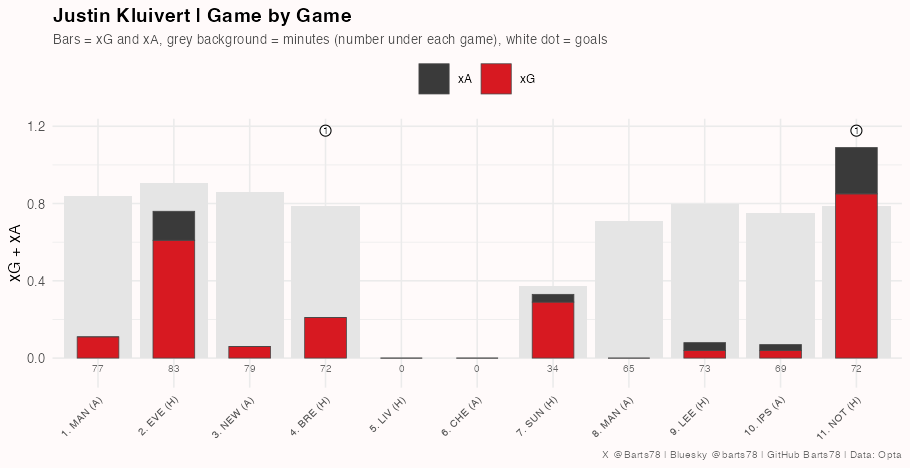 Justin Kluivert | Game by Game
Bars = xG and xA, grey background = minutes (number under each game), white dot = goals
xA xG
xG + xA
1.2
0.8
0.4
0.0
1 1
77 83 79 72 0 0 34 65 73 69 72
1. MAN (A) 2. EVE (H) 3. NEW (A) 4. BRE (H) 5. LIV (H) 6. CHE (A) 7. SUN (H) 8. MAN (A) 9. LEE (H) 10. IPS (A) 11. NOT (H)
X @Barts78 | Bluesky @barts78 | GitHub Barts78 | Data: Opta